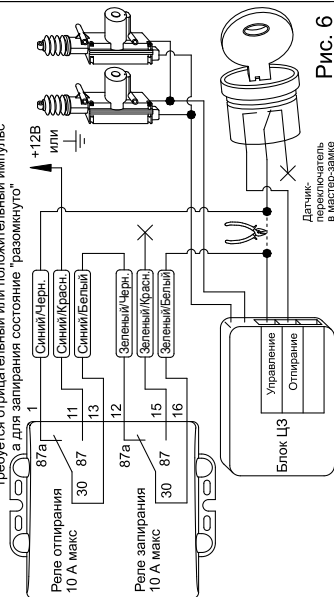 требуется отрицательный или положительный импульс
а для запирания состояние "разомкнуто"
+12В
или
Синий/Черн.
Синий/Красн.
Синий/Белый
Зеленый/Черн.
Зеленый/Красн.
Зеленый/Белый
1
11
13
12
15
16
87а
87
30
87а
87
30
Реле отпирания
10 А макс
Реле запирания
10 А макс
Управление
Отпирание
Блок ЦЗ
Датчик-
переключатель
в мастер-замке
Рис. 6